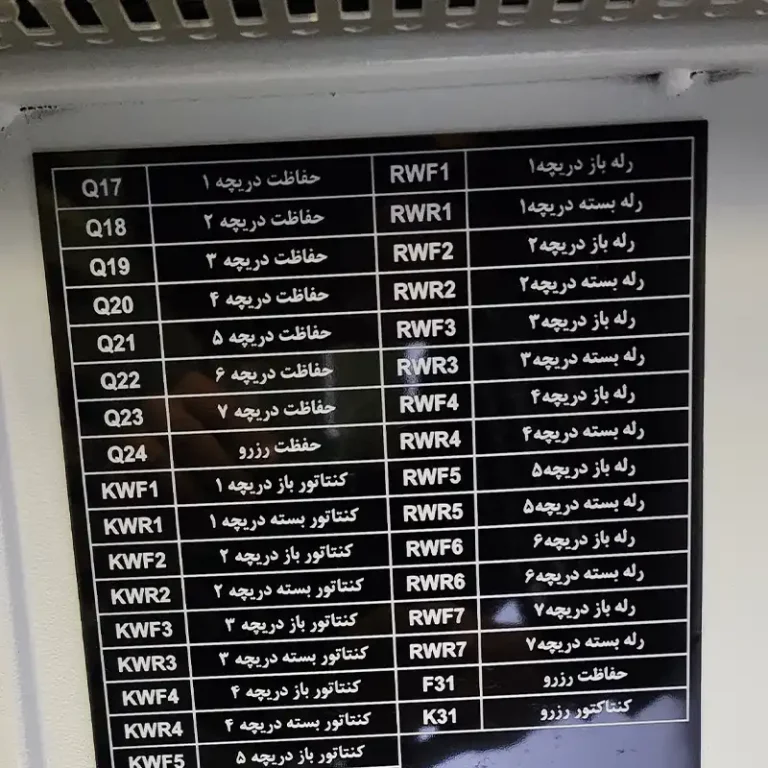 Q17 حفاظت دریچه ۱ RWF1 رله باز دریچه۱
Q18 حفاظت دریچه ۲ RWR1 رله بسته دریچه۱
Q19 حفاظت دریچه ۳ RWF2 رله باز دریچه۲
Q20 حفاظت دریچه ۴ RWR2 رله بسته دریچه۲
Q21 حفاظت دریچه ۵ RWF3 رله باز دریچه۳
Q22 حفاظت دریچه ۶ RWR3 رله بسته دریچه۳
Q23 حفاظت دریچه ۷ RWF4 رله باز دریچه۴
Q24 حفظت رزرو RWR4 رله بسته دریچه۴
KWF1 کنتاتور باز دریچه ۱ RWF5 رله باز دریچه۵
KWR1 کنتاتور بسته دریچه ۱ RWR5 رله بسته دریچه۵
KWF2 کنتاتور باز دریچه ۲ RWF6 رله باز دریچه۶
KWR2 کنتاتور بسته دریچه ۲ RWR6 رله بسته دریچه۶
KWF3 کنتاتور باز دریچه ۳ RWF7 رله باز دریچه۷
KWR3 کنتاتور بسته دریچه ۳ RWR7 رله بسته دریچه۷
KWF4 کنتاتور باز دریچه ۴ F31 حفاظت رزرو
KWR4 کنتاتور بسته دریچه ۴ K31 کنتاکتور رزرو
KWF5 کنتاتور باز دریچه ۵